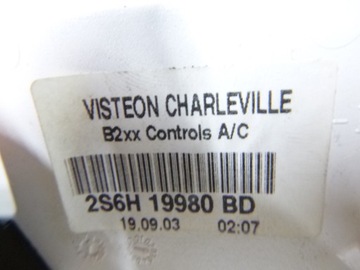 VISTEON CHARLEVILLE
B2xx Controls A/C
2S6H 19980 BD
19.09.03 02:07